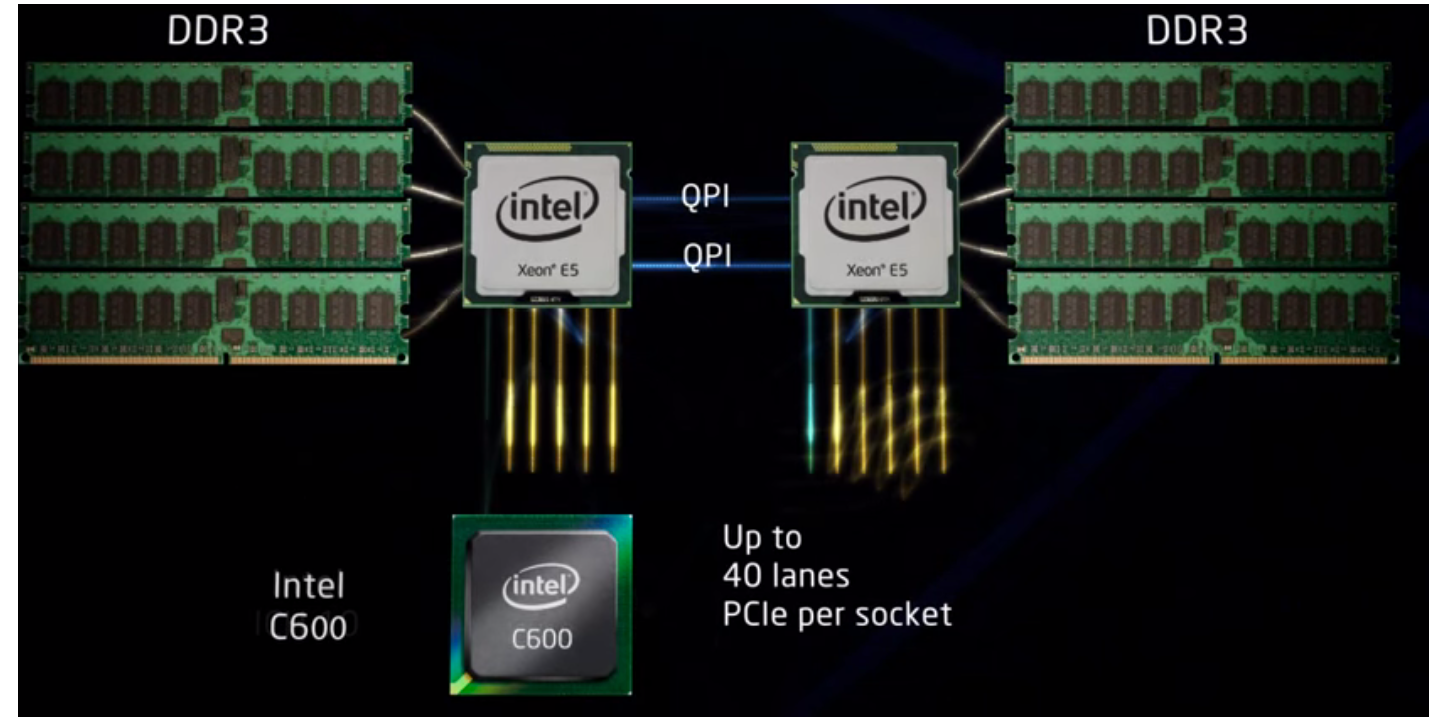 DDR3
DDR3
intel
Xeon® E5
QPI
QPI
intel
Xeon® E5
Intel
C600
intel
C600
Up to
40 lanes
PCIe per socket